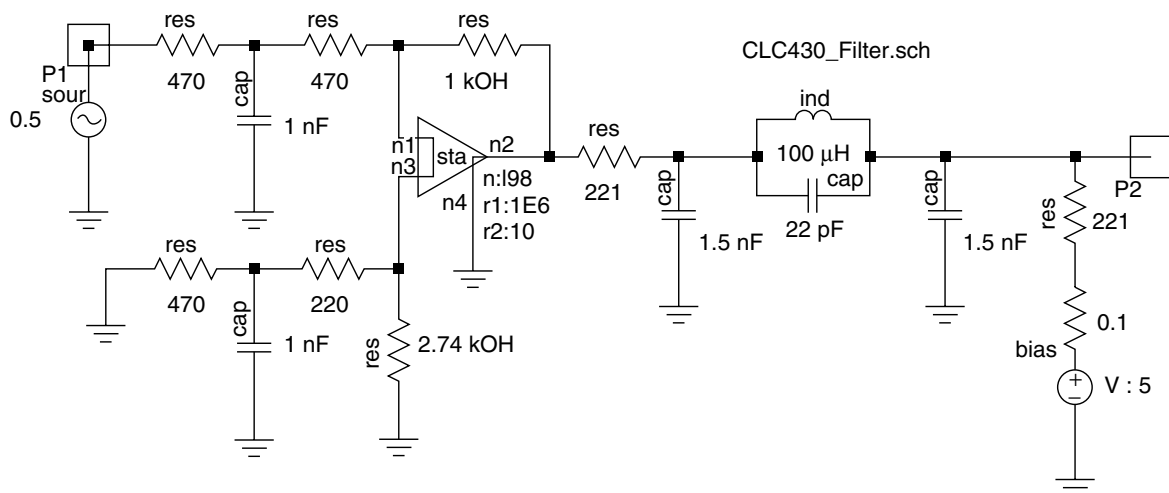 CLC430_Filter.sch
P1
sour
0.5
res
470
cap
1 nF
res
470
res
1 kOH
n1
n3
sta
n2
n4
n:I98
r1:1E6
r2:10
res
470
cap
1 nF
res
220
res
2.74 kOH
res
221
cap
1.5 nF
ind
100 μH
cap
22 pF
cap
1.5 nF
P2
res
221
0.1
bias
+
–
V : 5